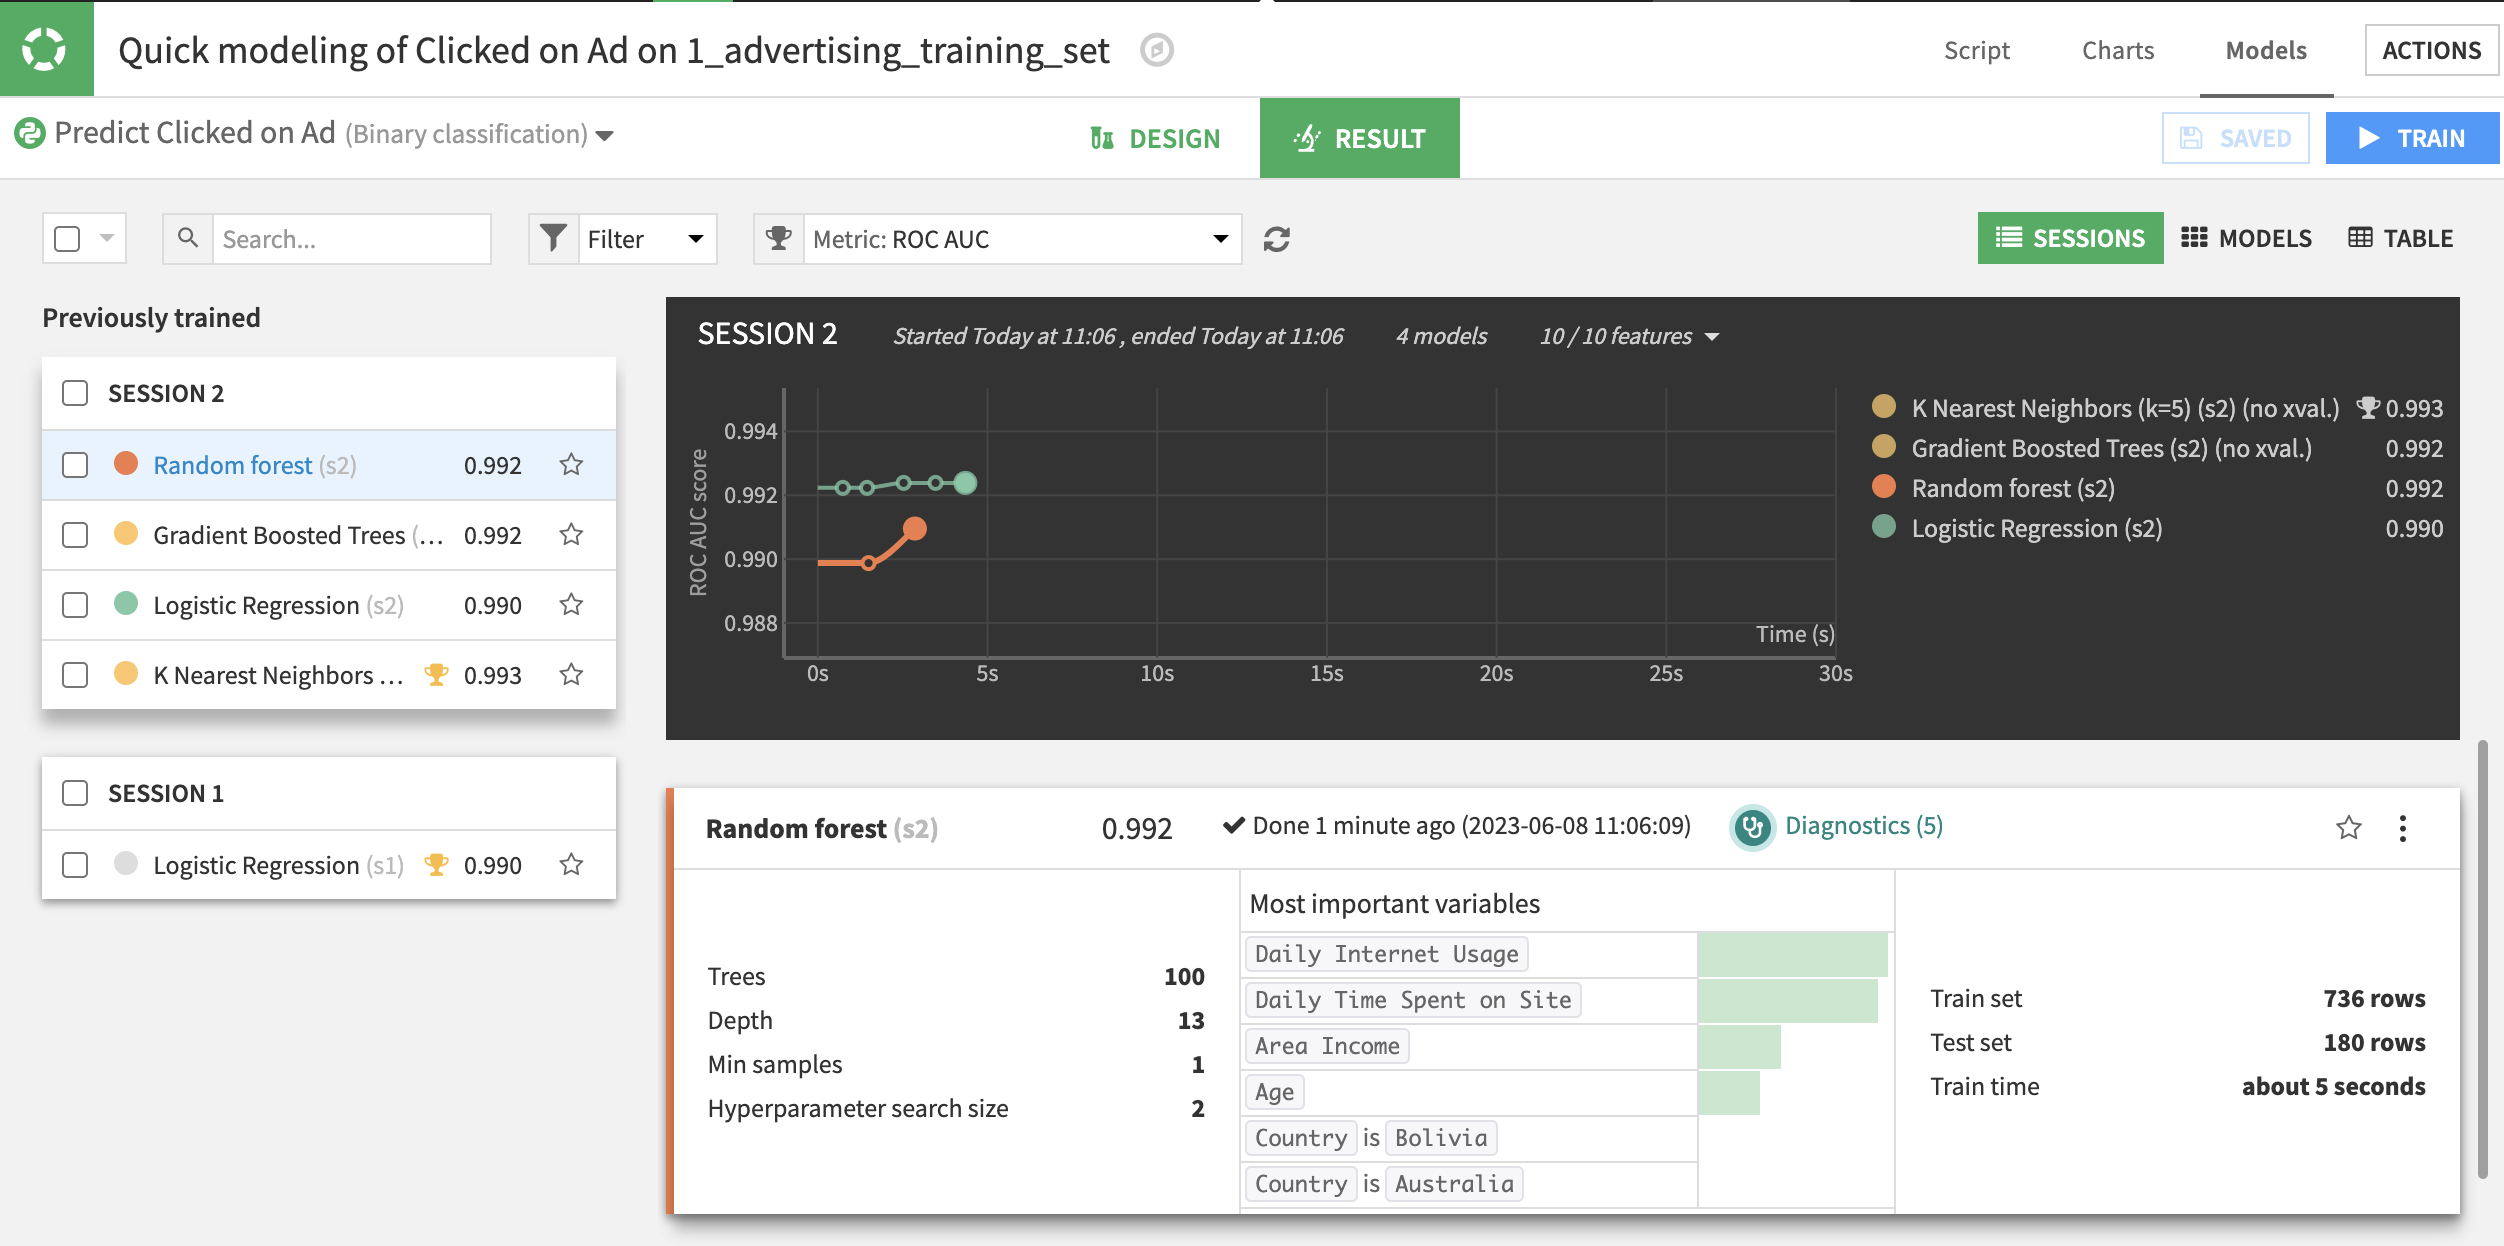 Quick modeling of Clicked on Ad on 1_advertising_training_set
Script Charts Models ACTIONS
Predict Clicked on Ad (Binary classification)
DESIGN RESULT
SAVED TRAIN
Search...
Filter
Metric: ROC AUC
SESSIONS MODELS TABLE
Previously trained
SESSION 2
Random forest (s2) 0.992
Gradient Boosted Trees (... 0.992
Logistic Regression (s2) 0.990
K Nearest Neighbors ... 0.993
SESSION 1
Logistic Regression (s1) 0.990
SESSION 2 Started Today at 11:06 , ended Today at 11:06 4 models 10 / 10 features
ROC AUC score
0.994
0.992
0.990
0.988
Time (s)
0s 5s 10s 15s 20s 25s 30s
K Nearest Neighbors (k=5) (s2) (no xval.) 0.993
Gradient Boosted Trees (s2) (no xval.) 0.992
Random forest (s2) 0.992
Logistic Regression (s2) 0.990
Random forest (s2) 0.992 Done 1 minute ago (2023-06-08 11:06:09) Diagnostics (5)
Trees 100
Depth 13
Min samples 1
Hyperparameter search size 2
Most important variables
Daily Internet Usage
Daily Time Spent on Site
Area Income
Age
Country is Bolivia
Country is Australia
Train set 736 rows
Test set 180 rows
Train time about 5 seconds